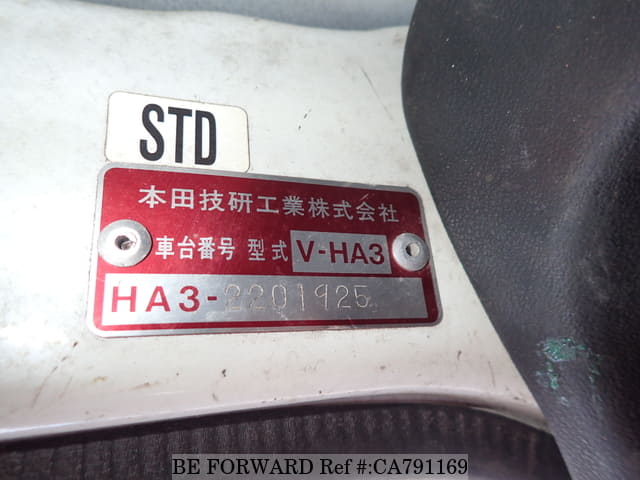 STD
本田技研工業株式会社
車台番号 型式 V-HA3
HA3-2201925
BE FORWARD Ref #:CA791169